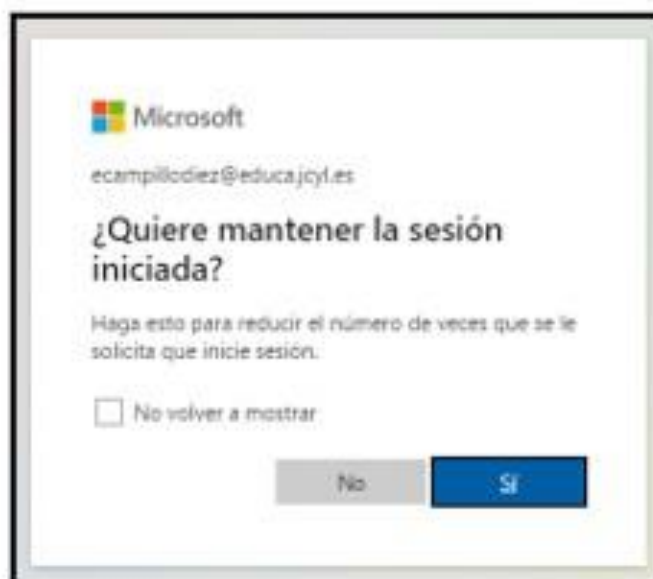 Microsoft
ecampillodiez@educa.jcyl.es
¿Quiere mantener la sesión
iniciada?
Haga esto para reducir el número de veces que se le
solicita que inicie sesión.
No volver a mostrar
No
Sí